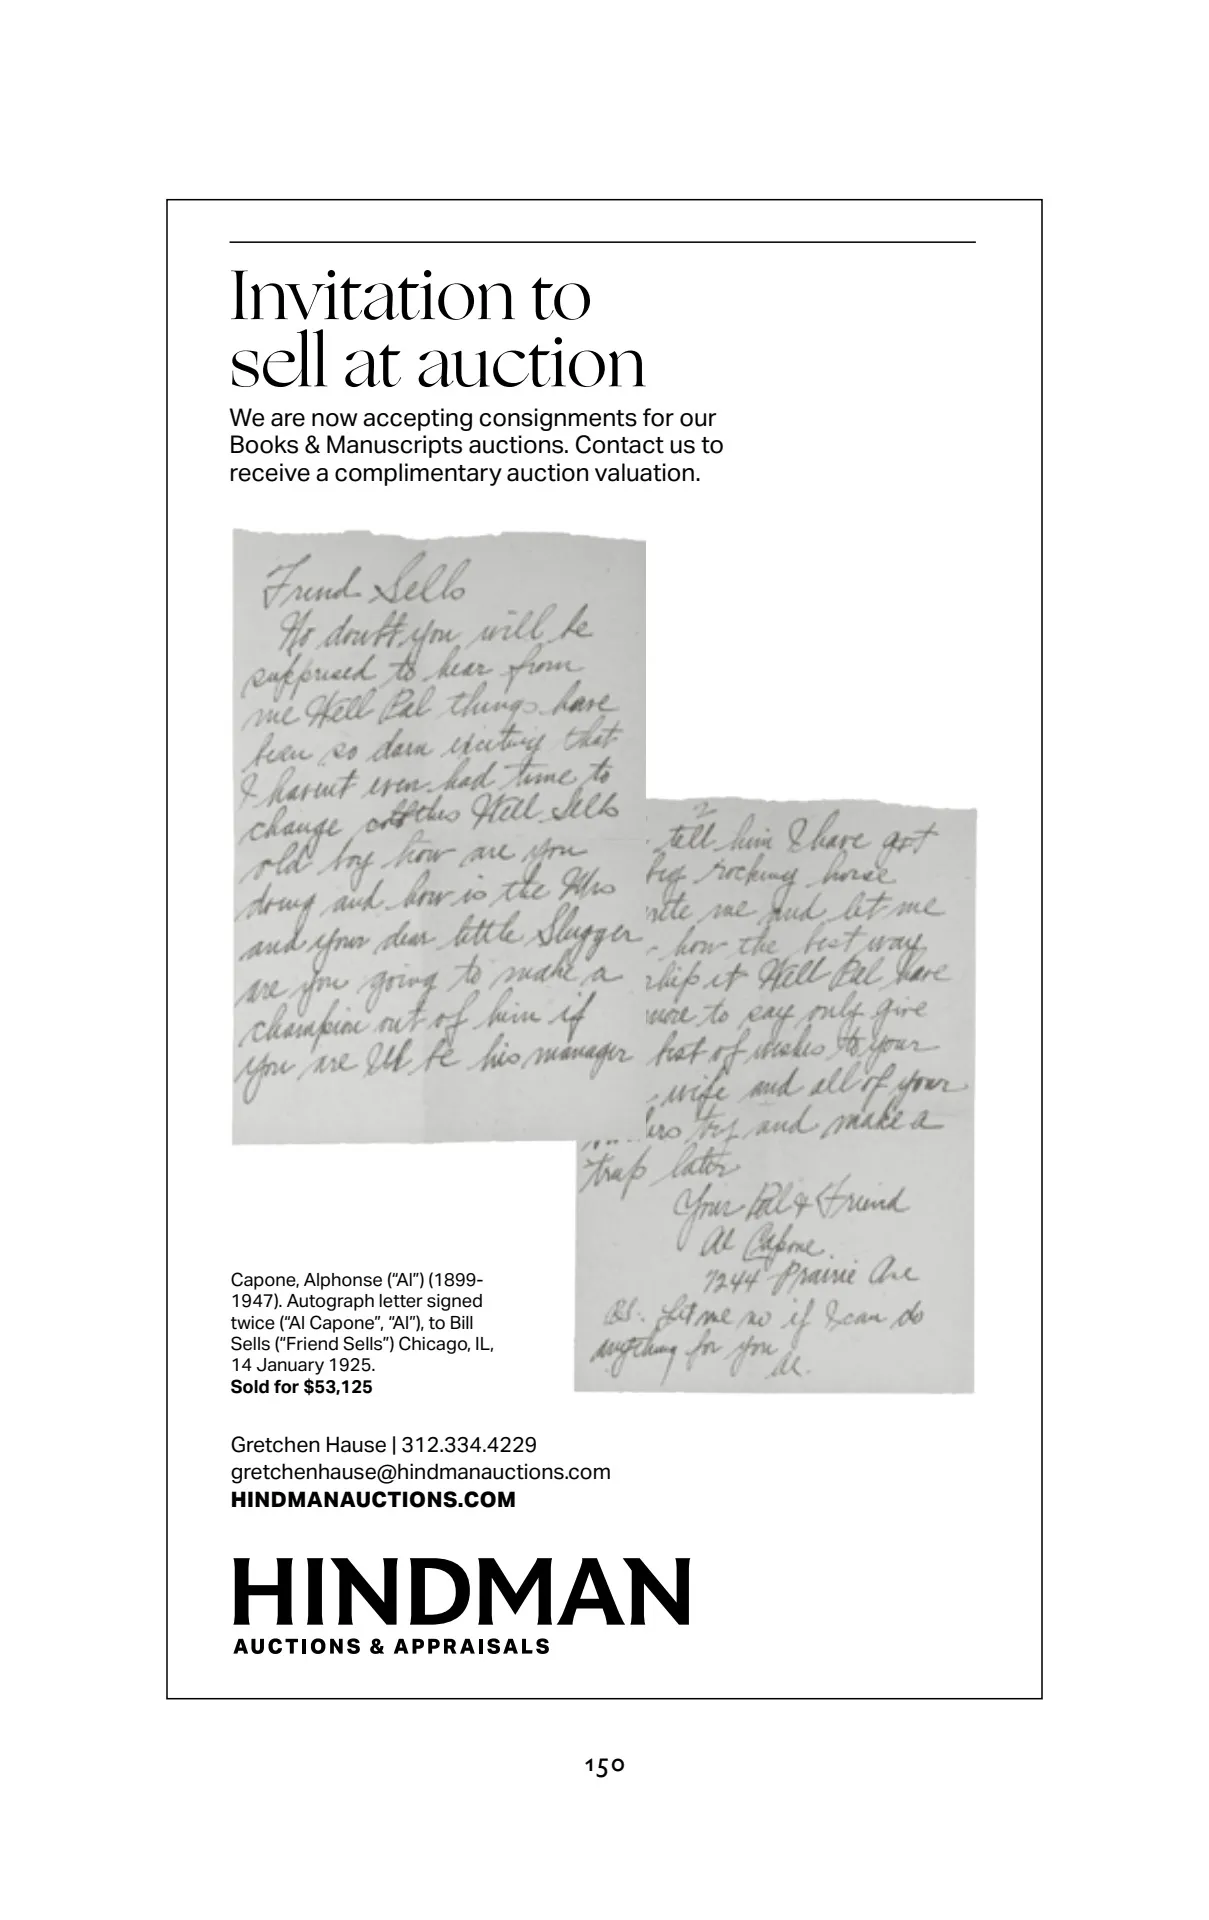 Invitation to
sell at auction
We are now accepting consignments for our
Books & Manuscripts auctions. Contact us to
receive a complimentary auction valuation.
Friend Sells
No doubt you will be
supprised to hear from
me Well Pal things have
been so darn exciting that
I havent even had time to
change clothes Well Sells
old boy how are you
doing and how is the Mrs
and your dear little Slugger
are you going to make a
champion out of him if
you are Ill be his manager
2
tell him I have got
big rocking horse
me and let me
how the best way
ship it Well Pal have
more to say only give
best of wishes to your
wife and all of your
try and make a
trip later
Your Pal & Friend
Al Capone
7244 Prairie Ave
P.S. Let me no if I can do
anything for you
Al.
Capone, Alphonse (“Al”) (1899-
1947). Autograph letter signed
twice (“Al Capone”, “Al”), to Bill
Sells (“Friend Sells”) Chicago, IL,
14 January 1925.
Sold for $53,125
Gretchen Hause | 312.334.4229
gretchenhause@hindmanauctions.com
HINDMANAUCTIONS.COM
HINDMAN
AUCTIONS & APPRAISALS
150